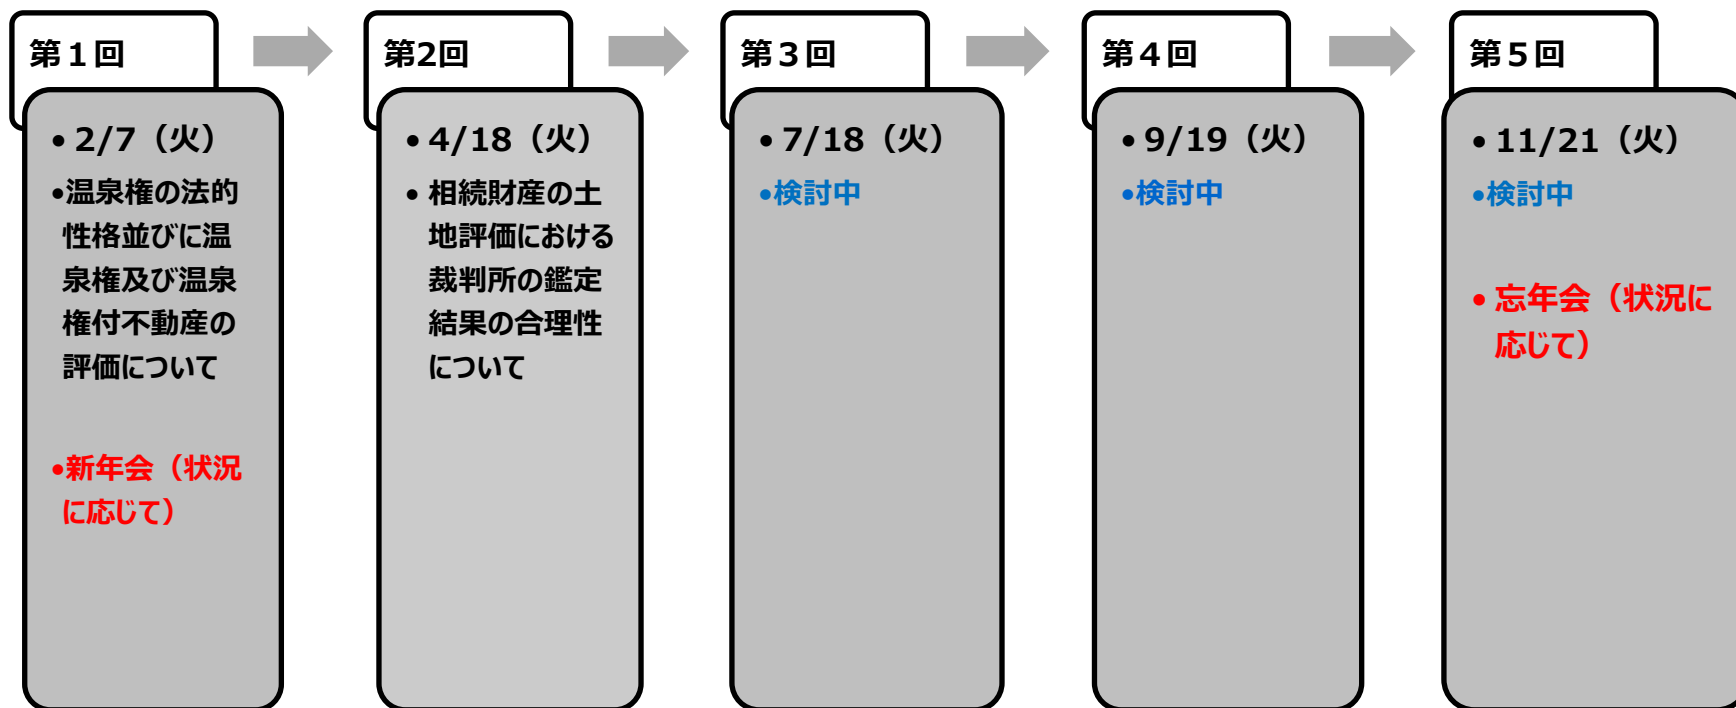 第１回
• 2/7（火）
•温泉権の法的
性格並びに温
泉権及び温泉
権付不動産の
評価について
•新年会（状況
に応じて）
第2回
• 4/18（火）
• 相続財産の土
地評価における
裁判所の鑑定
結果の合理性
について
第３回
• 7/18（火）
•検討中
第４回
• 9/19（火）
•検討中
第５回
• 11/21（火）
•検討中
• 忘年会（状況に
応じて）